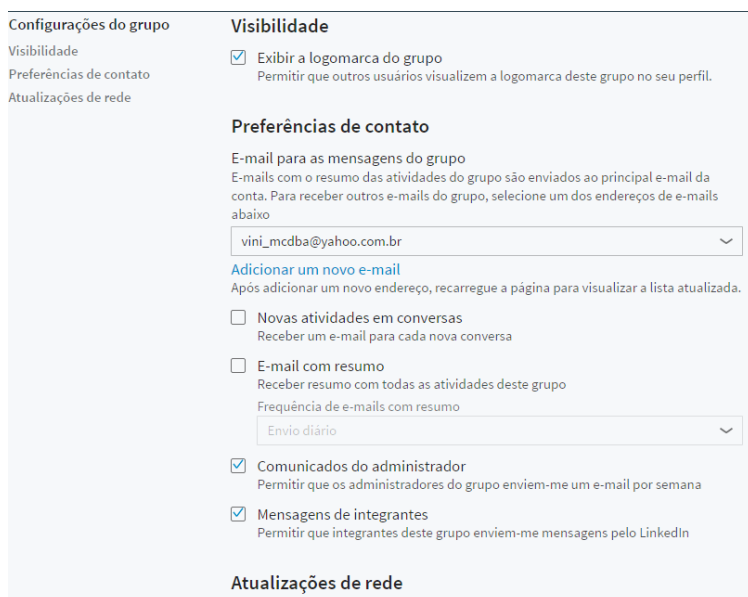 Configurações do grupo
Visibilidade
Preferências de contato
Atualizações de rede
Visibilidade
Exibir a logomarca do grupo
Permitir que outros usuários visualizem a logomarca deste grupo no seu perfil.
Preferências de contato
E-mail para as mensagens do grupo
E-mails com o resumo das atividades do grupo são enviados ao principal e-mail da
conta. Para receber outros e-mails do grupo, selecione um dos endereços de e-mails
abaixo
vini_mcdba@yahoo.com.br
Adicionar um novo e-mail
Após adicionar um novo endereço, recarregue a página para visualizar a lista atualizada.
Novas atividades em conversas
Receber um e-mail para cada nova conversa
E-mail com resumo
Receber resumo com todas as atividades deste grupo
Frequência de e-mails com resumo
Envio diário
Comunicados do administrador
Permitir que os administradores do grupo enviem-me um e-mail por semana
Mensagens de integrantes
Permitir que integrantes deste grupo enviem-me mensagens pelo LinkedIn
Atualizações de rede